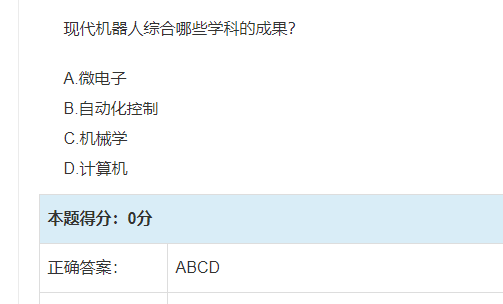 现代机器人综合哪些学科的成果?
A.微电子
B.自动化控制
C.机械学
D.计算机
本题得分：0分
正确答案： ABCD